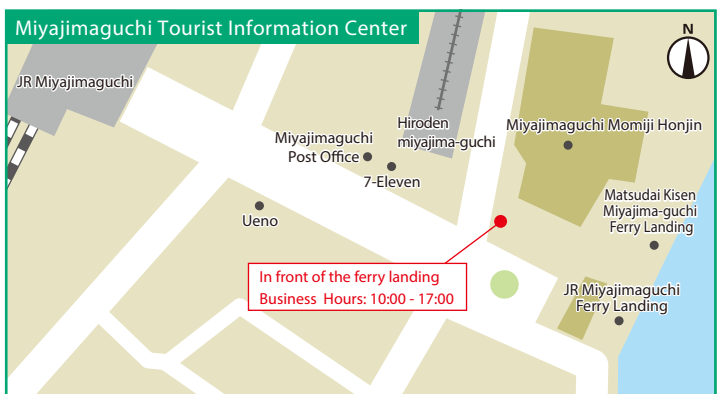 Miyajimaguchi Tourist Information Center
N
JR Miyajimaguchi
Hiroden
miyajima-guchi
Miyajimaguchi Momiji Honjin
Miyajimaguchi
Post Office
7-Eleven
Ueno
Matsudai Kisen
Miyajima-guchi
Ferry Landing
In front of the ferry landing
Business Hours: 10:00 - 17:00
JR Miyajimaguchi
Ferry Landing